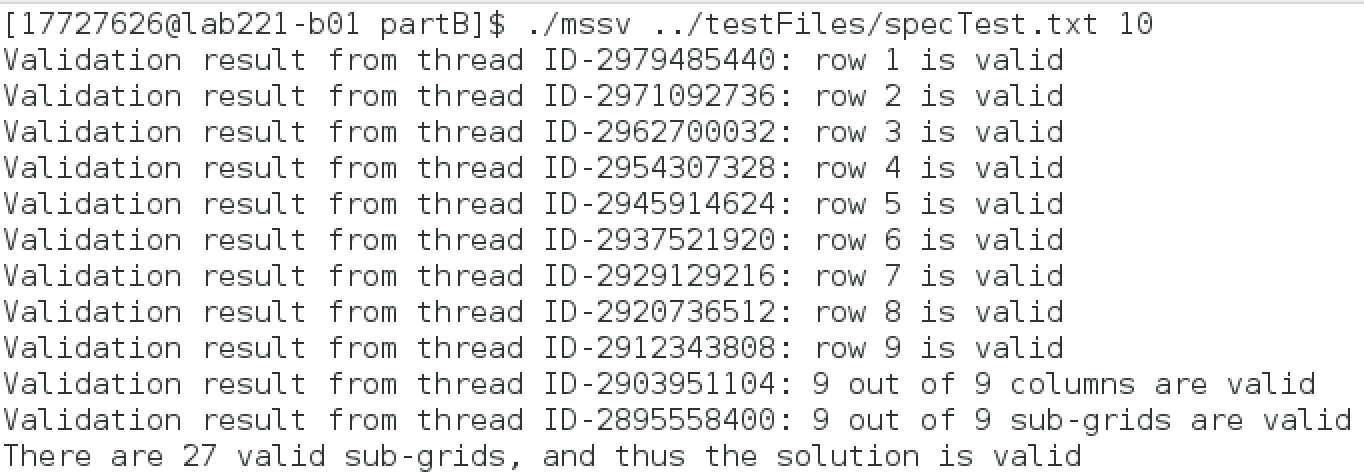 [17727626@lab221-b01 partB]$ ./mssv ../testFiles/specTest.txt 10
Validation result from thread ID-2979485440: row 1 is valid
Validation result from thread ID-2971092736: row 2 is valid
Validation result from thread ID-2962700032: row 3 is valid
Validation result from thread ID-2954307328: row 4 is valid
Validation result from thread ID-2945914624: row 5 is valid
Validation result from thread ID-2937521920: row 6 is valid
Validation result from thread ID-2929129216: row 7 is valid
Validation result from thread ID-2920736512: row 8 is valid
Validation result from thread ID-2912343808: row 9 is valid
Validation result from thread ID-2903951104: 9 out of 9 columns are valid
Validation result from thread ID-2895558400: 9 out of 9 sub-grids are valid
There are 27 valid sub-grids, and thus the solution is valid